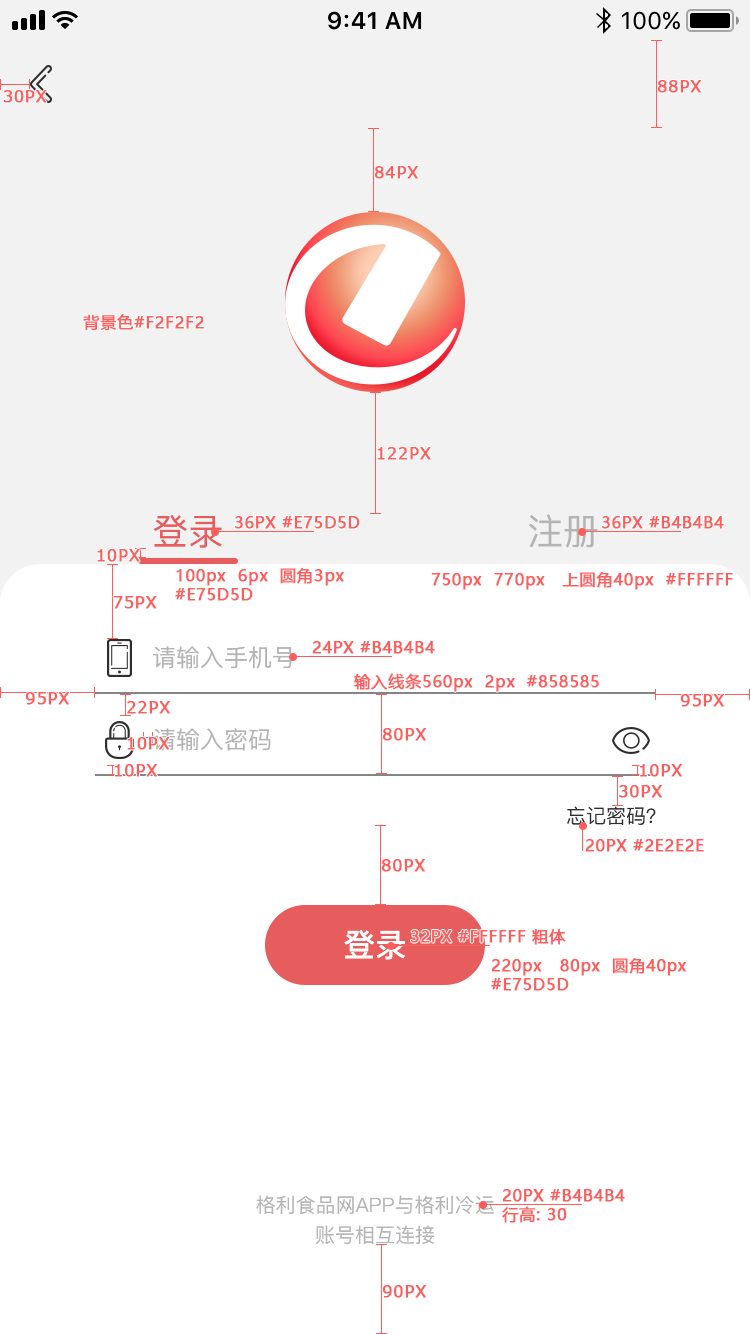 9:41 AM
100%
30PX
88PX
84PX
背景色#F2F2F2
122PX
登录
36PX #E75D5D
注册
36PX #B4B4B4
10PX
100px 6px 圆角3px
#E75D5D
750px 770px 上圆角40px #FFFFFF
75PX
请输入手机号
24PX #B4B4B4
输入线条560px 2px #858585
95PX
95PX
22PX
80PX
请输入密码
10PX
10PX
10PX
30PX
忘记密码?
20PX #2E2E2E
80PX
登录
32PX #FFFFFF 粗体
220px 80px 圆角40px
#E75D5D
格利食品网APP与格利冷运
20PX #B4B4B4
行高: 30
账号相互连接
90PX